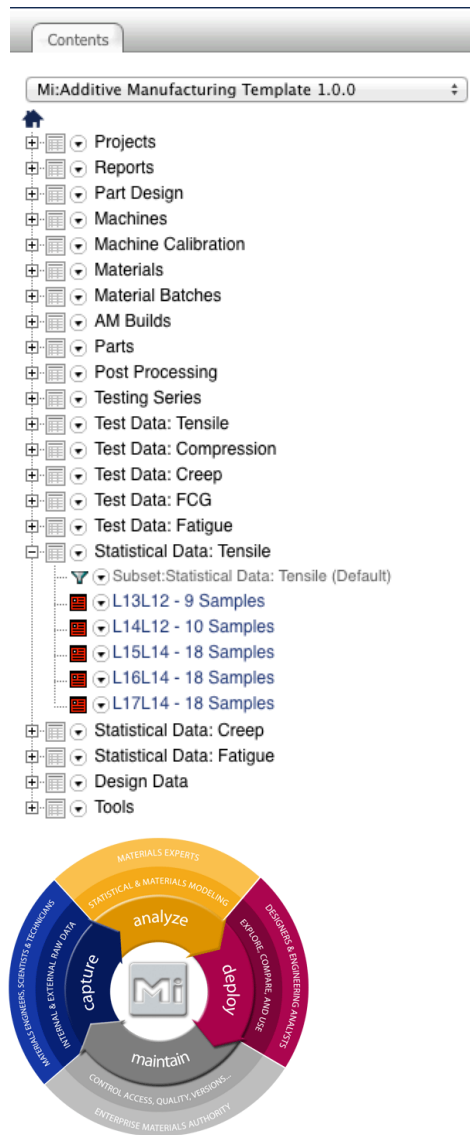 Contents
Mi:Additive Manufacturing Template 1.0.0
Projects
Reports
Part Design
Machines
Machine Calibration
Materials
Material Batches
AM Builds
Parts
Post Processing
Testing Series
Test Data: Tensile
Test Data: Compression
Test Data: Creep
Test Data: FCG
Test Data: Fatigue
Statistical Data: Tensile
Subset:Statistical Data: Tensile (Default)
L13L12 - 9 Samples
L14L12 - 10 Samples
L15L14 - 18 Samples
L16L14 - 18 Samples
L17L14 - 18 Samples
Statistical Data: Creep
Statistical Data: Fatigue
Design Data
Tools
MATERIALS EXPERTS
STATISTICAL & MATERIALS MODELING
analyze
MATERIALS ENGINEERS, SCIENTISTS & TECHNICIANS
INTERNAL & EXTERNAL RAW DATA
capture
Mi
deploy
EXPLORE, COMPARE, AND USE
DESIGNERS & ENGINEERING ANALYSTS
maintain
CONTROL ACCESS, QUALITY, VERSIONS...
ENTERPRISE MATERIALS AUTHORITY